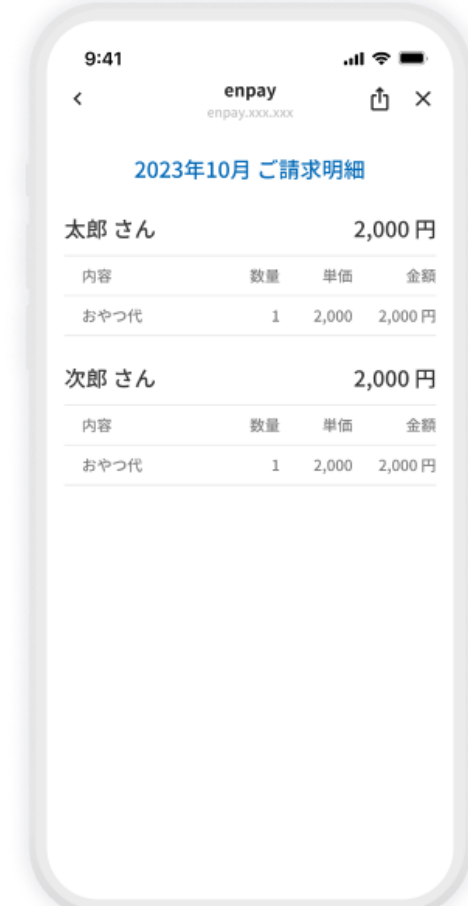 9:41
enpay
enpay.xxx.xxx
2023年10月 ご請求明細
太郎 さん 2,000 円
内容 数量 単価 金額
おやつ代 1 2,000 2,000 円
次郎 さん 2,000 円
内容 数量 単価 金額
おやつ代 1 2,000 2,000 円